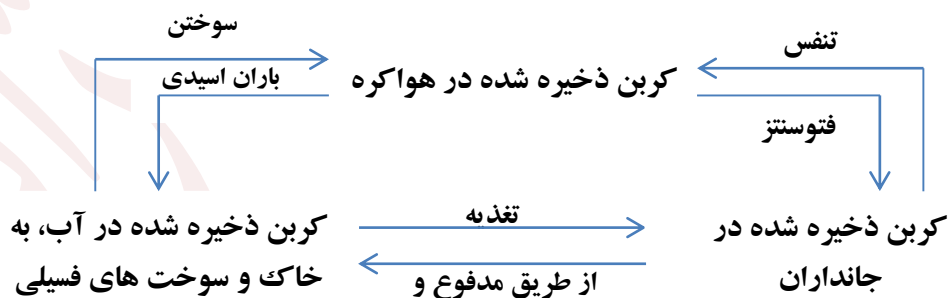 سوختن
تنفس
باران اسیدی
کربن ذخیره شده در هواکره
فتوسنتز
کربن ذخیره شده در
جانداران
تغذیه
از طریق مدفوع و
کربن ذخیره شده در آب، به
خاک و سوخت های فسیلی